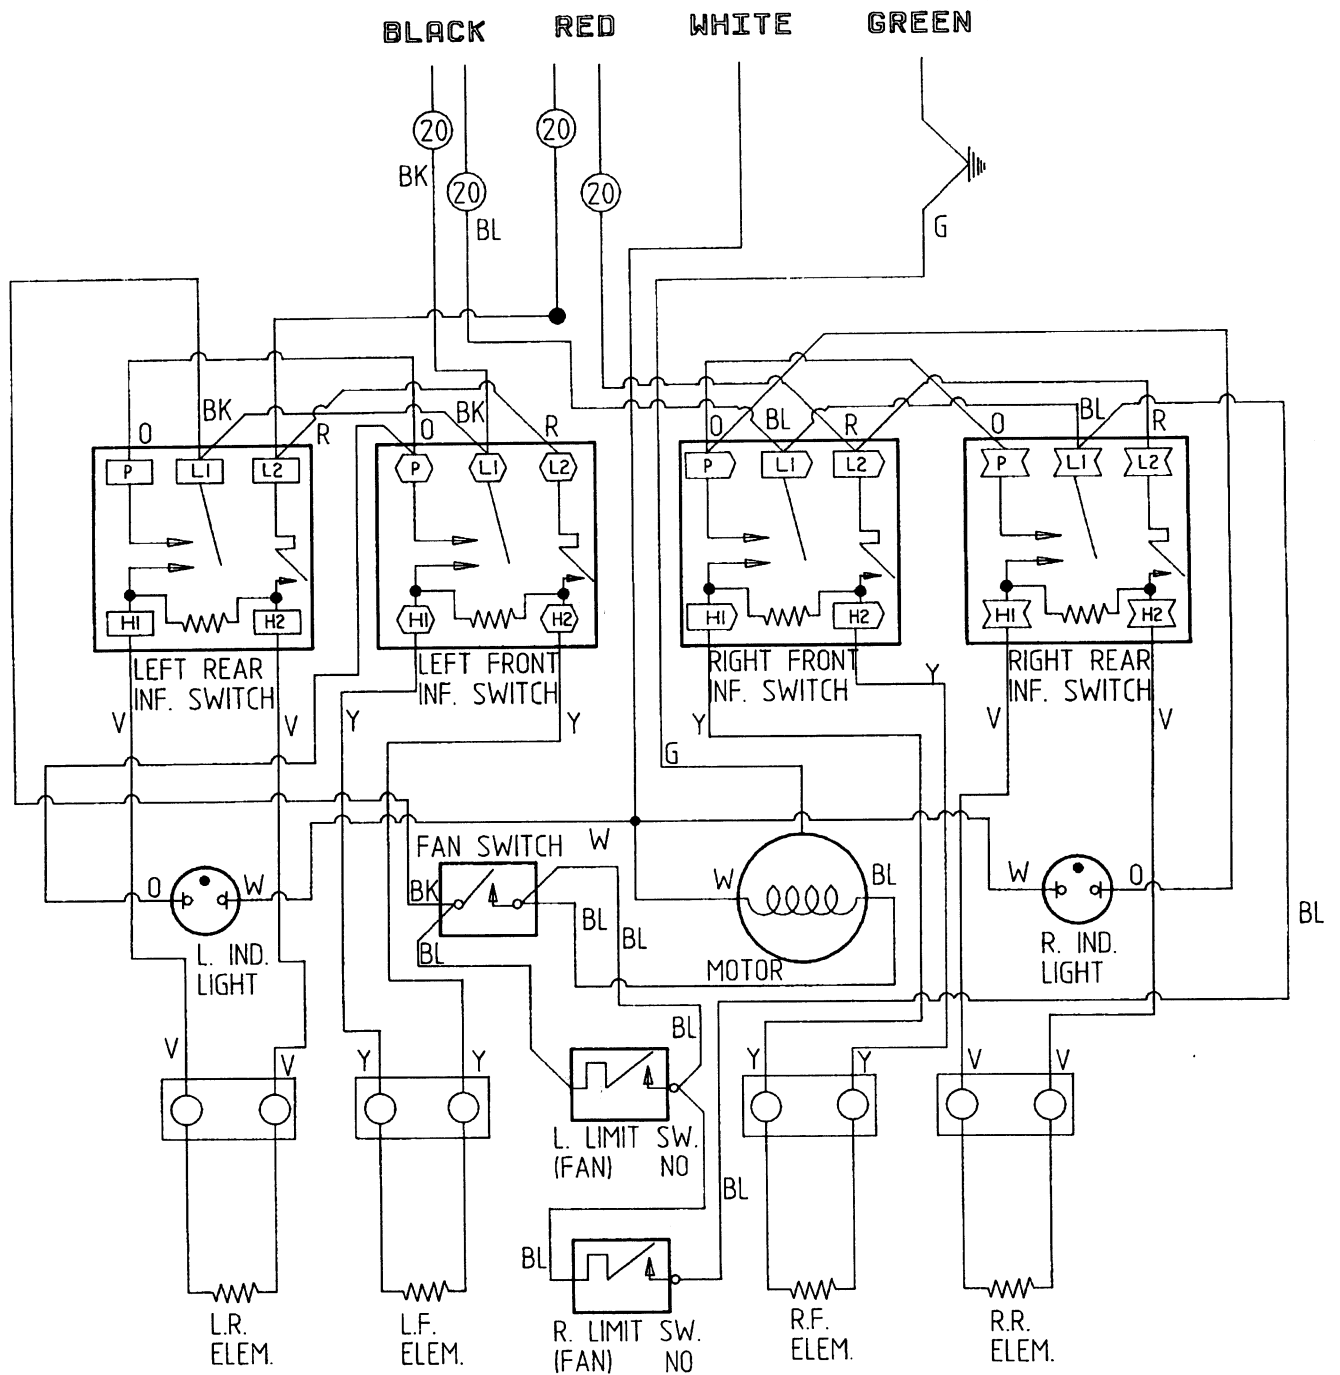 BLACK RED WHITE GREEN
20 20
BK 20 20
BL G
BK BK BL BL
O R O R O R O R
P L1 L2 P L1 L2 P L1 L2 P L1 L2
H1 H2 H1 H2 H1 H2 H1 H2
LEFT REAR
INF. SWITCH
LEFT FRONT
INF. SWITCH
RIGHT FRONT
INF. SWITCH
RIGHT REAR
INF. SWITCH
Y
V V Y Y Y V V
G
FAN SWITCH W
O W BK W BL W O
BL BL BL BL
L. IND.
LIGHT
MOTOR
R. IND.
LIGHT
BL
V V Y Y Y Y V V
L. LIMIT SW.
(FAN) NO
BL
BL
R. LIMIT SW.
(FAN) NO
L.R.
ELEM.
L.F.
ELEM.
R.F.
ELEM.
R.R.
ELEM.